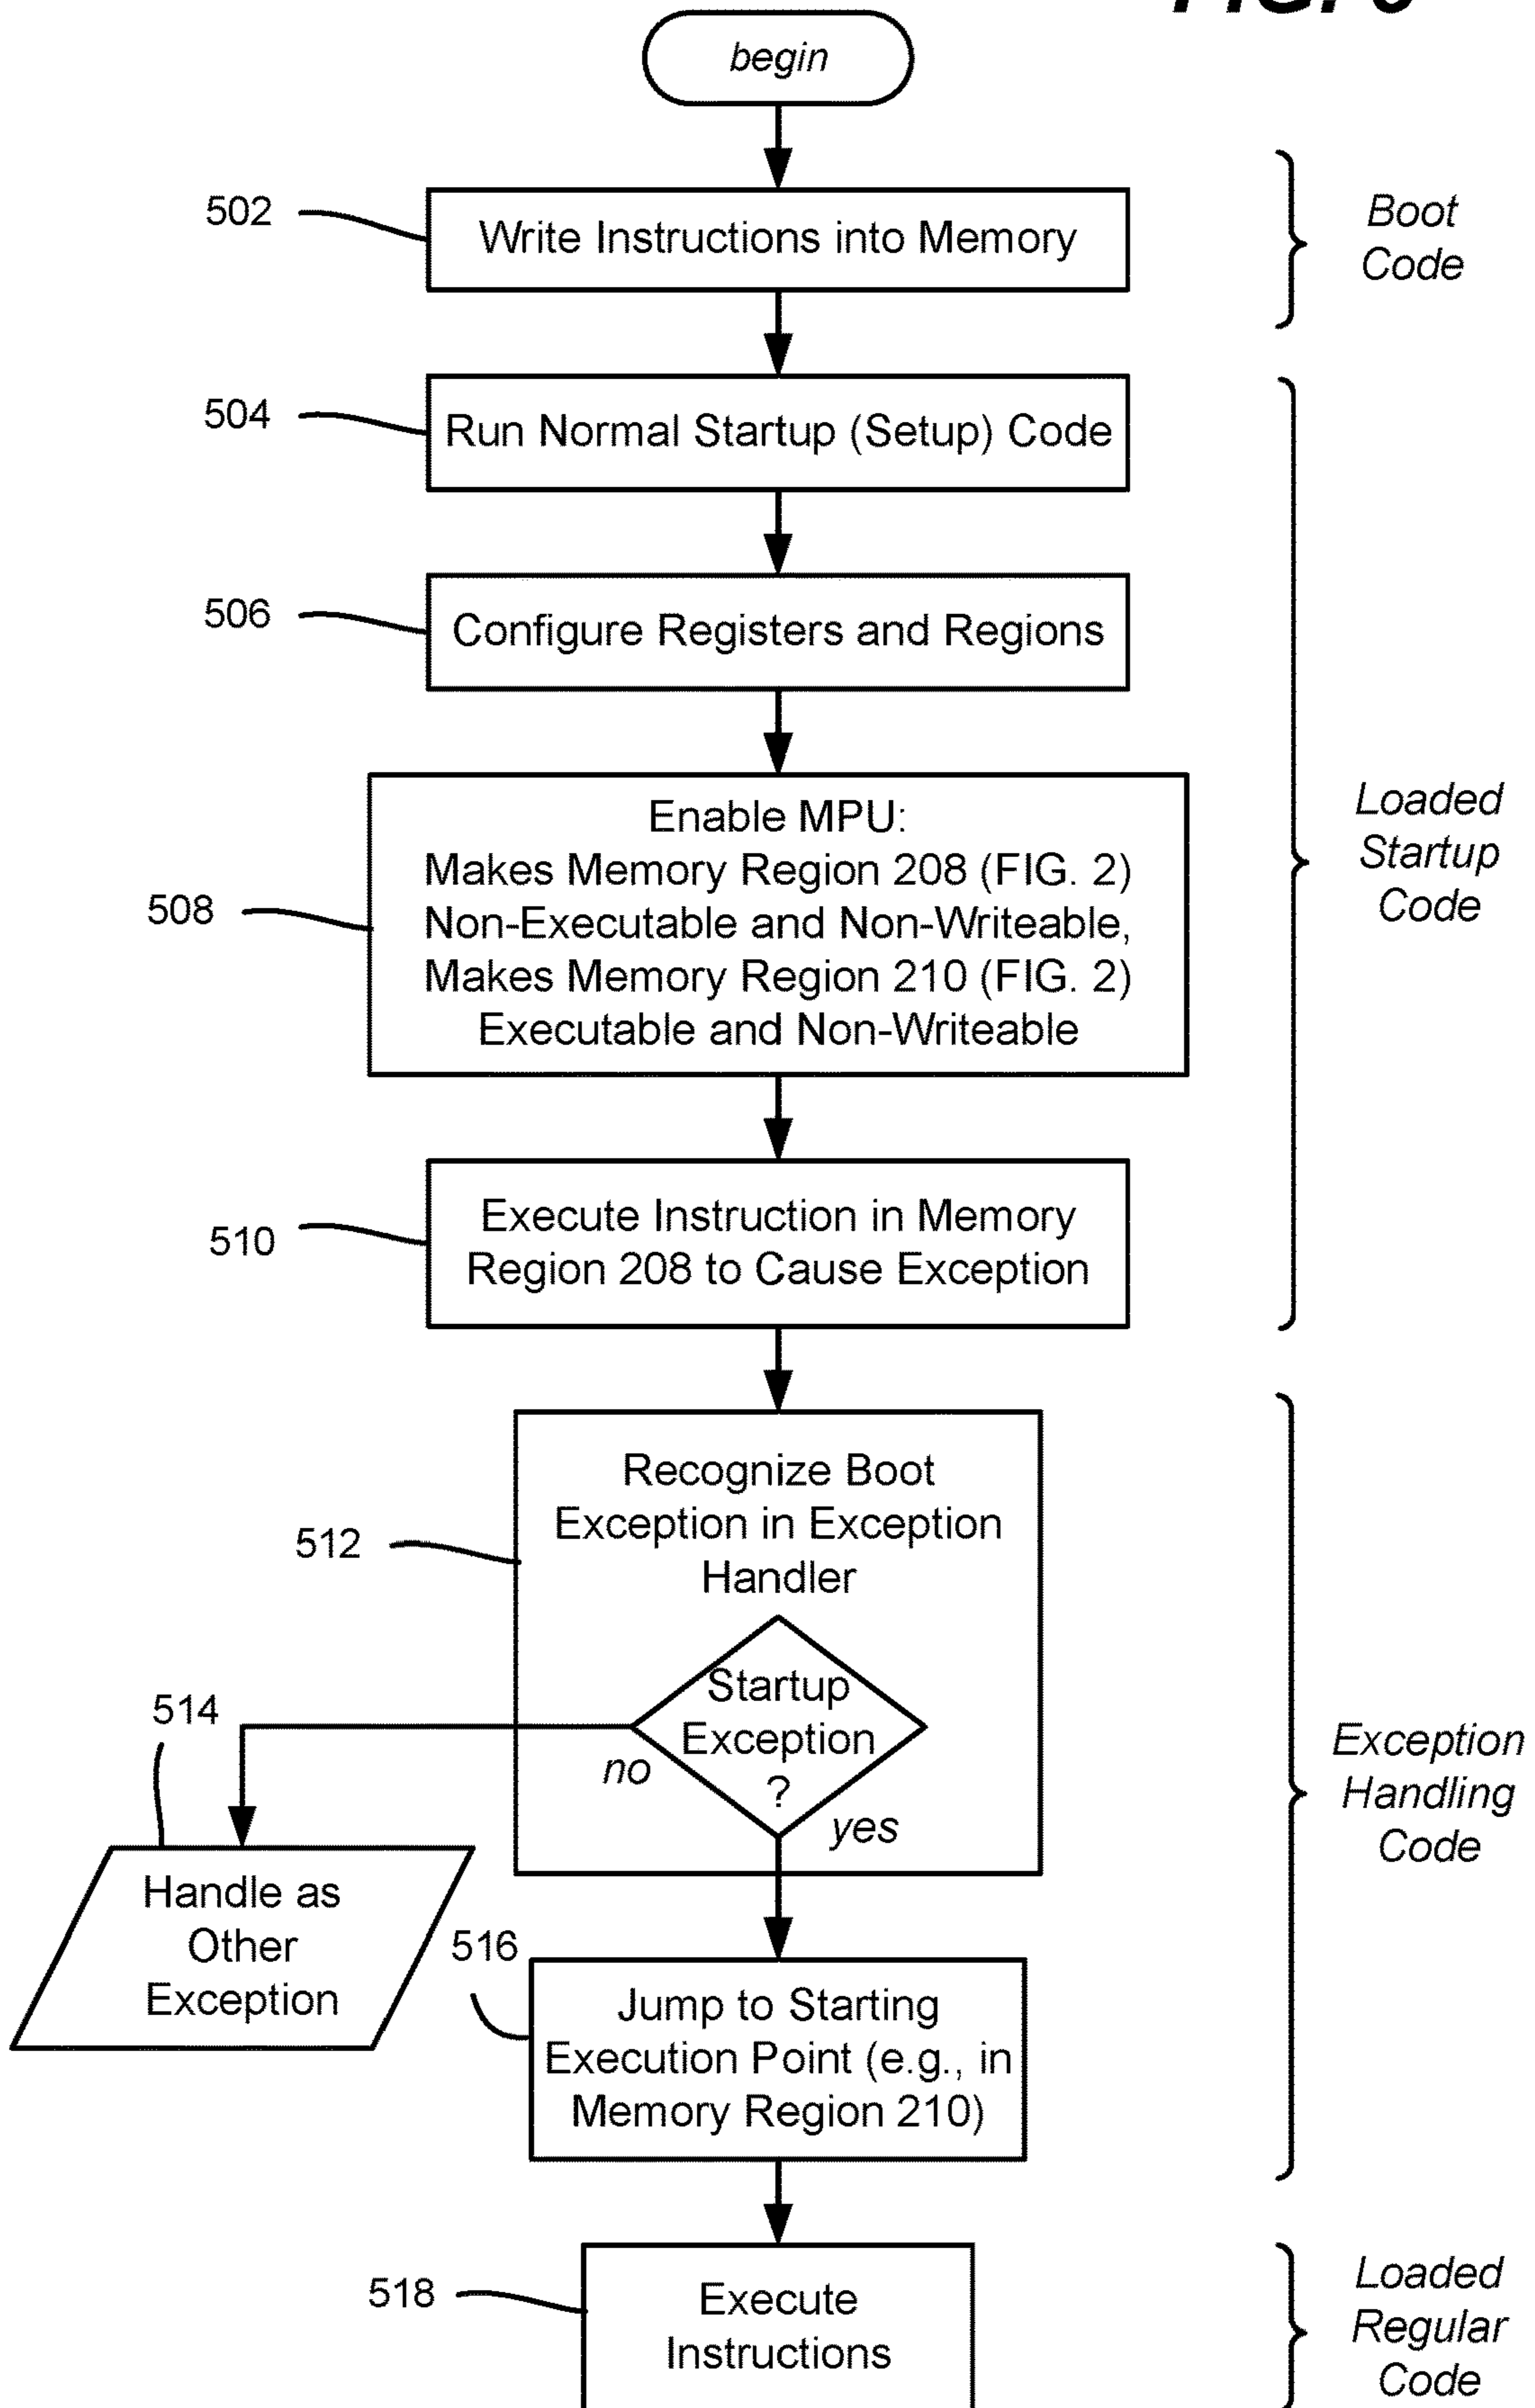 begin
502
Write Instructions into Memory
Boot
Code
504
Run Normal Startup (Setup) Code
506
Configure Registers and Regions
508
Enable MPU:
Makes Memory Region 208 (FIG. 2)
Non-Executable and Non-Writeable,
Makes Memory Region 210 (FIG. 2)
Executable and Non-Writeable
Loaded
Startup
Code
510
Execute Instruction in Memory
Region 208 to Cause Exception
512
Recognize Boot
Exception in Exception
Handler
Startup
Exception
?
no
yes
514
Handle as
Other
Exception
Exception
Handling
Code
516
Jump to Starting
Execution Point (e.g., in
Memory Region 210)
518
Execute
Instructions
Loaded
Regular
Code